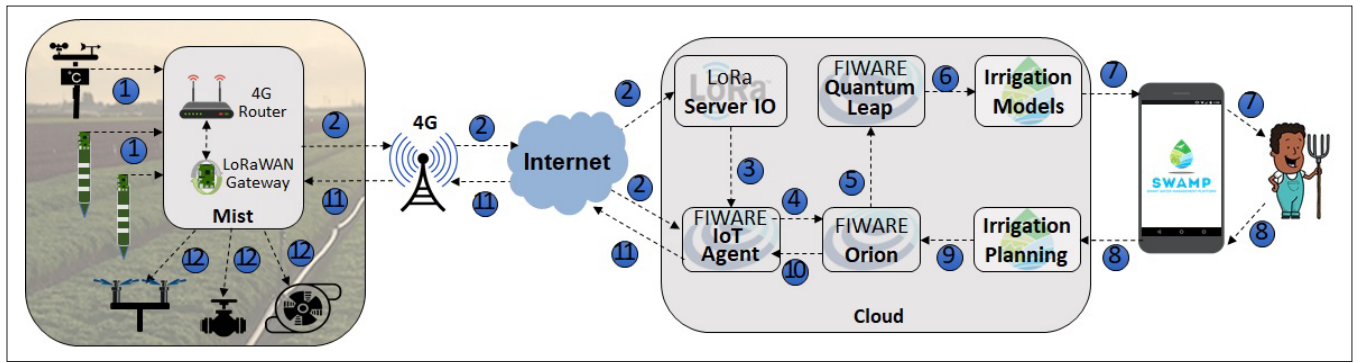 °C
1
1
4G
Router
LoRaWAN
Gateway
Mist
2
11
12
12
12
4G
2
11
Internet
2
2
11
LoRa
LoRa
Server IO
3
FIWARE
IoT
Agent
4
10
FIWARE
Quantum
Leap
5
FIWARE
Orion
6
Irrigation
Models
9
Irrigation
Planning
Cloud
7
8
SWAMP
7
8